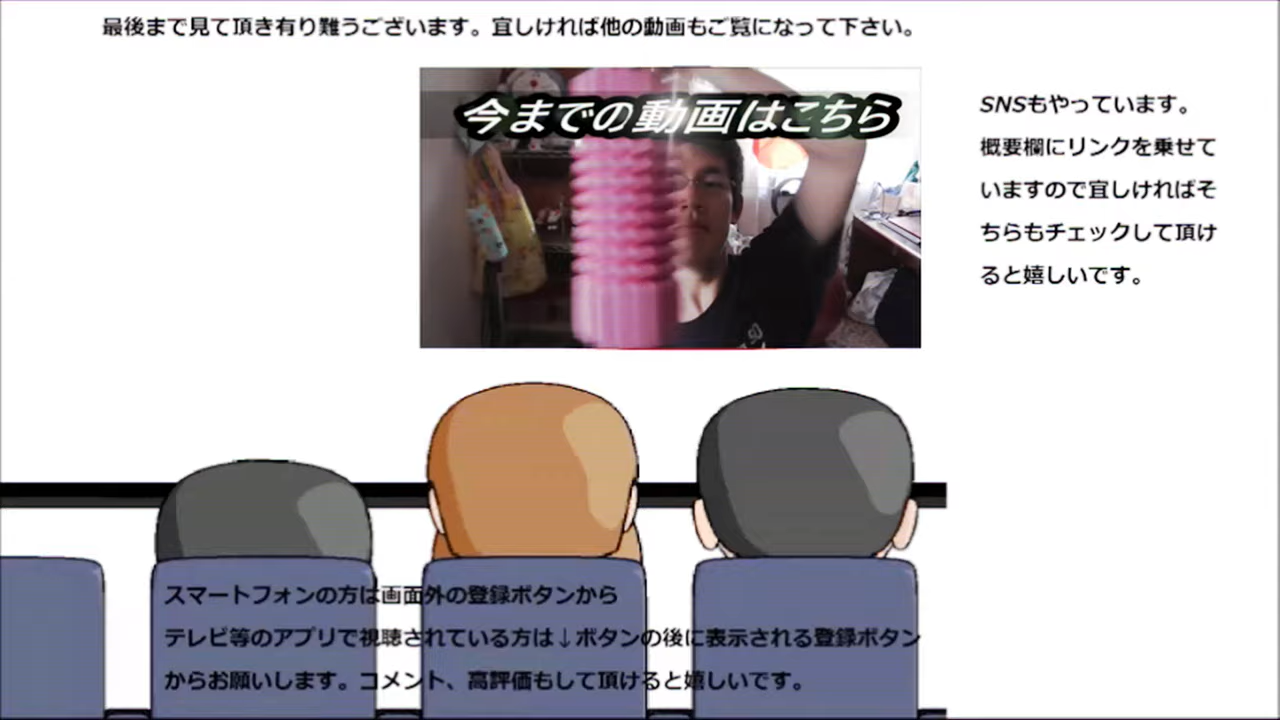 最後まで見て頂き有り難うございます。宜しければ他の動画もご覧になって下さい。
今までの動画はこちら
SNSもやっています。
概要欄にリンクを乗せて
いますので宜しければそ
ちらもチェックして頂け
ると嬉しいです。
スマートフォンの方は画面外の登録ボタンから
テレビ等のアプリで視聴されている方は↓ボタンの後に表示される登録ボタン
からお願いします。コメント、高評価もして頂けると嬉しいです。